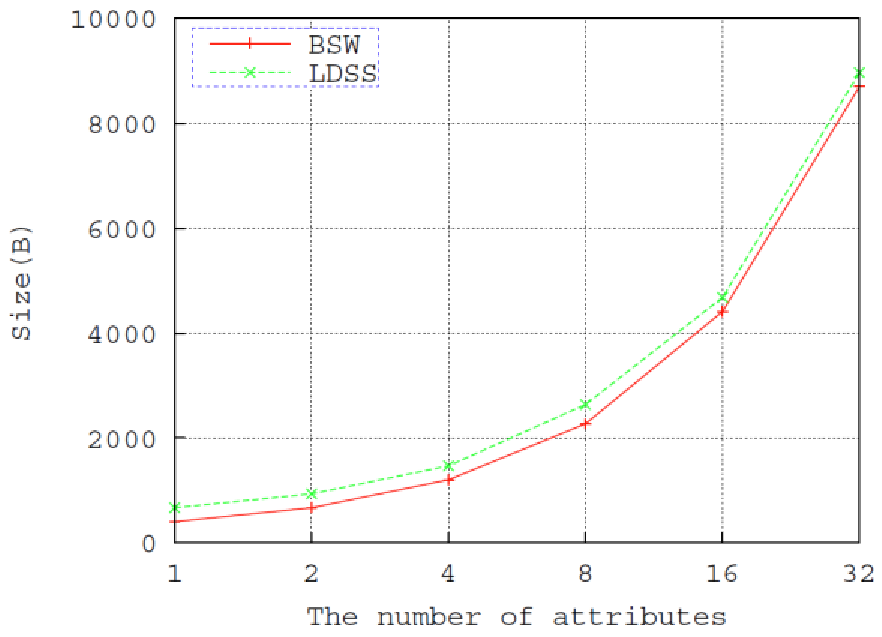 10000
BSW
LDSS
8000
6000
Size(B)
4000
2000
0
1 2 4 8 16 32
The number of attributes